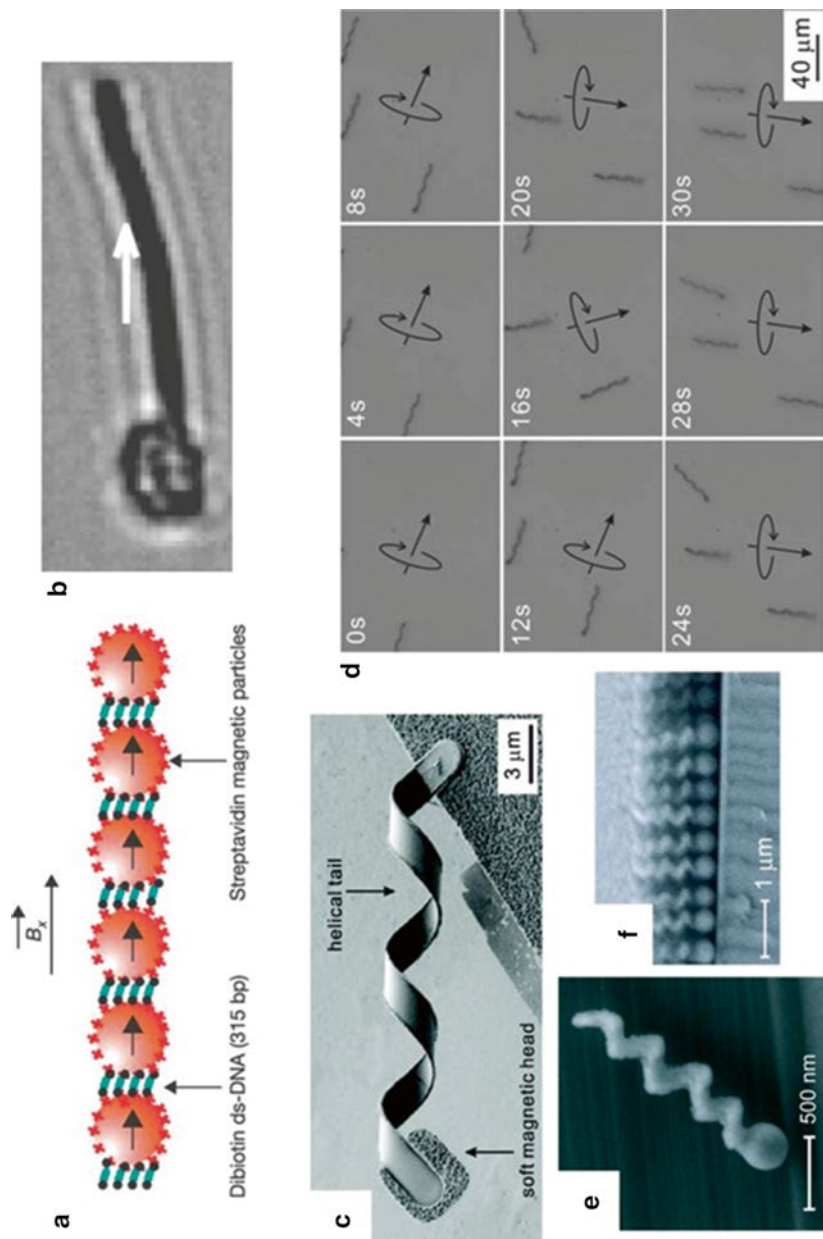 a
B
x
Dibiotin ds-DNA (315 bp)
Streptavidin magnetic particles
b
c
helical tail
soft magnetic head
3 μm
d
0s
4s
8s
12s
16s
20s
24s
28s
30s
40 μm
e
500 nm
f
1 μm